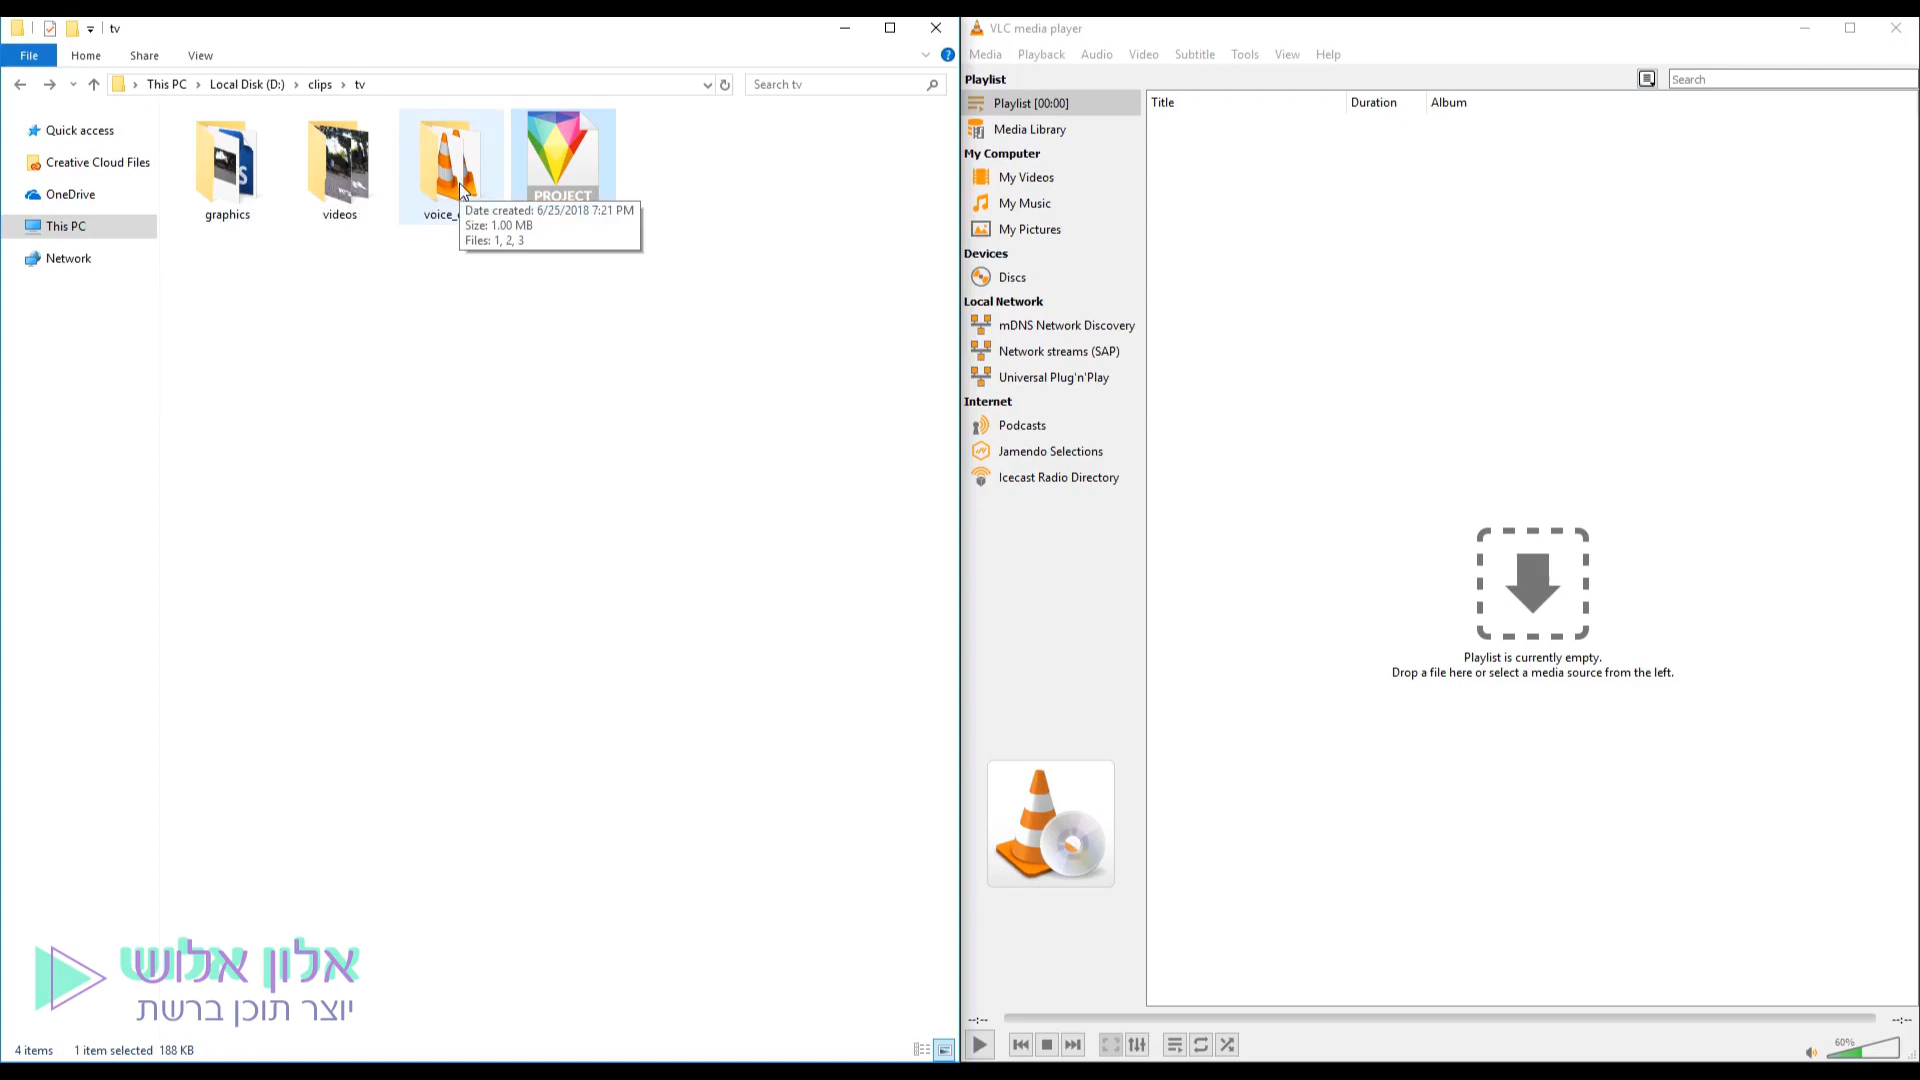 tv
File
Home
Share
View
This PC
Local Disk (D:)
clips
tv
Search tv
Quick access
Creative Cloud Files
OneDrive
This PC
Network
graphics
videos
voice_
PROJECT
Date created: 6/25/2018 7:21 PM
Size: 1.00 MB
Files: 1, 2, 3
אלון אלוש
יוצר תוכן ברשת
4 items
1 item selected 188 KB
VLC media player
Media
Playback
Audio
Video
Subtitle
Tools
View
Help
Playlist
Search
Playlist [00:00]
Media Library
My Computer
My Videos
My Music
My Pictures
Devices
Discs
Local Network
mDNS Network Discovery
Network streams (SAP)
Universal Plug'n'Play
Internet
Podcasts
Jamendo Selections
Icecast Radio Directory
Title
Duration
Album
Playlist is currently empty.
Drop a file here or select a media source from the left.
--:--
--:--
60%